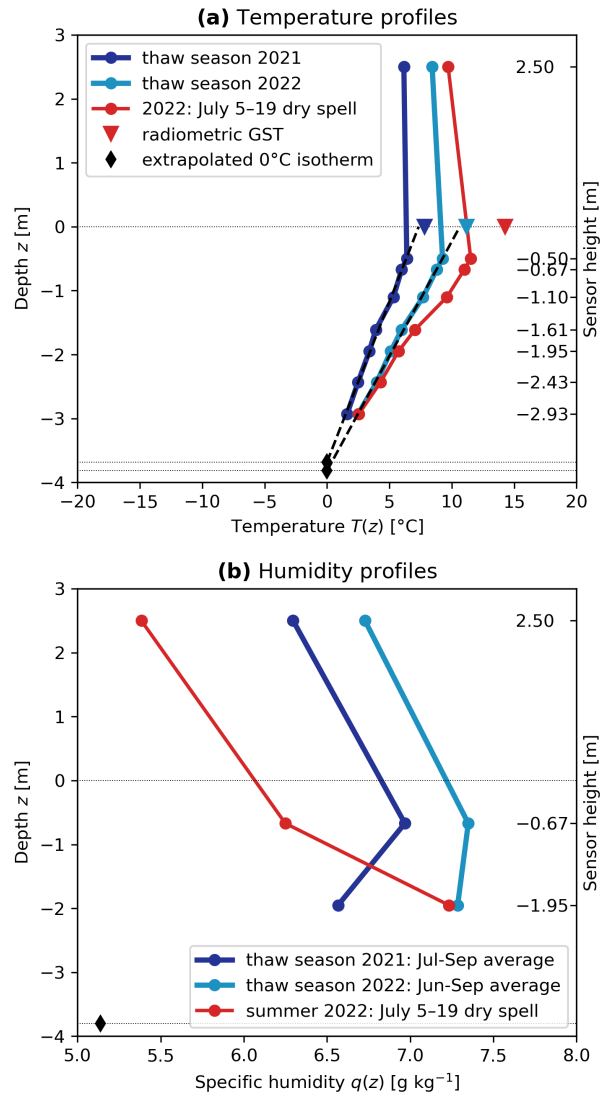 (a) Temperature profiles
thaw season 2021
thaw season 2022
2022: July 5–19 dry spell
radiometric GST
extrapolated 0°C isotherm
3
2
1
0
−1
−2
−3
−4
Depth z [m]
2.50
−0.50
−0.67
−1.10
−1.61
−1.95
−2.43
−2.93
Sensor height [m]
−20 −15 −10 −5 0 5 10 15 20
Temperature T(z) [°C]
(b) Humidity profiles
3
2
1
0
−1
−2
−3
−4
Depth z [m]
2.50
−0.67
−1.95
Sensor height [m]
thaw season 2021: Jul-Sep average
thaw season 2022: Jun-Sep average
summer 2022: July 5–19 dry spell
5.0 5.5 6.0 6.5 7.0 7.5 8.0
Specific humidity q(z) [g kg⁻¹]